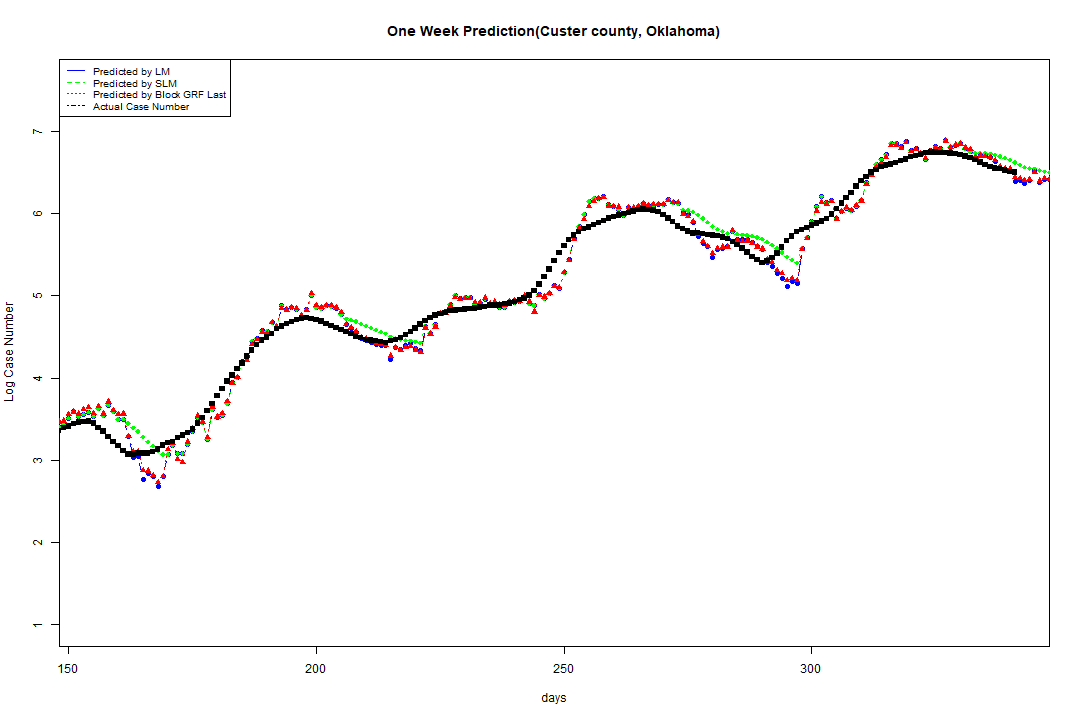 One Week Prediction(Custer county, Oklahoma)
Predicted by LM
Predicted by SLM
Predicted by Block GRF Last
Actual Case Number
7
6
5
4
3
2
1
Log Case Number
150 200 250 300
days